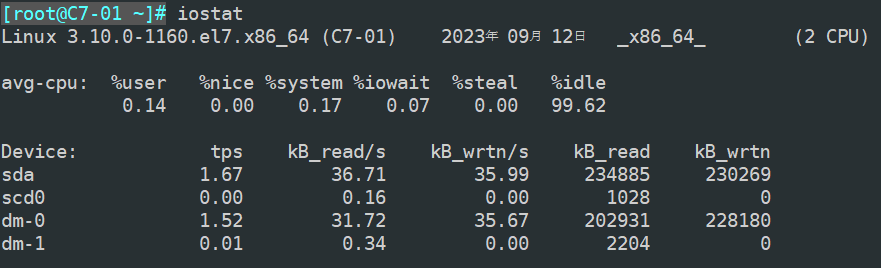 [root@C7-01 ~]# iostat
Linux 3.10.0-1160.el7.x86_64 (C7-01)    2023年 09月 12日    _x86_64_    (2 CPU)
avg-cpu:  %user   %nice %system %iowait  %steal   %idle
           0.14    0.00    0.17    0.07    0.00   99.62
Device:            tps    kB_read/s    kB_wrtn/s    kB_read    kB_wrtn
sda               1.67        36.71        35.99     234885     230269
scd0              0.00         0.16         0.00       1028          0
dm-0              1.52        31.72        35.67     202931     228180
dm-1              0.01         0.34         0.00       2204          0